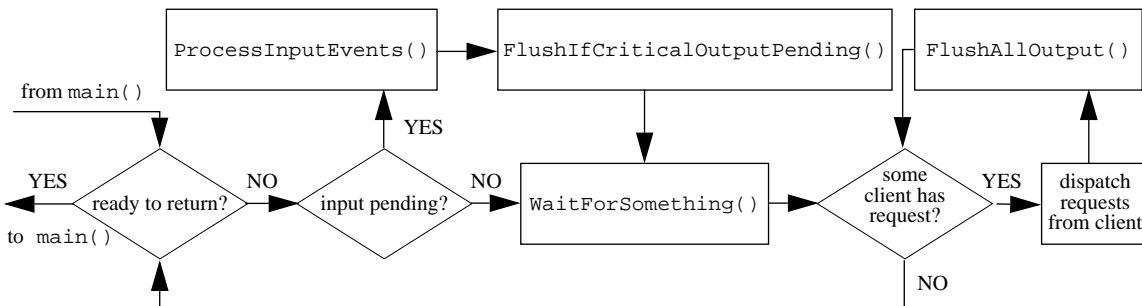 ProcessInputEvents()
FlushIfCriticalOutputPending()
FlushAllOutput()
from main()
YES
YES
ready to return?
NO
input pending?
NO
WaitForSomething()
some
client has
request?
YES
dispatch
requests
from client
to main()
NO